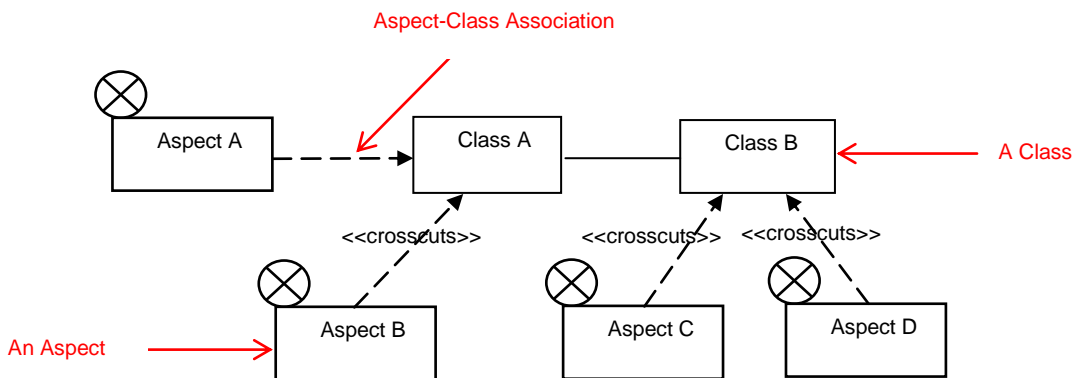 Aspect-Class Association
Aspect A
Class A
Class B
A Class
<<crosscuts>>
<<crosscuts>>
<<crosscuts>>
An Aspect
Aspect B
Aspect C
Aspect D